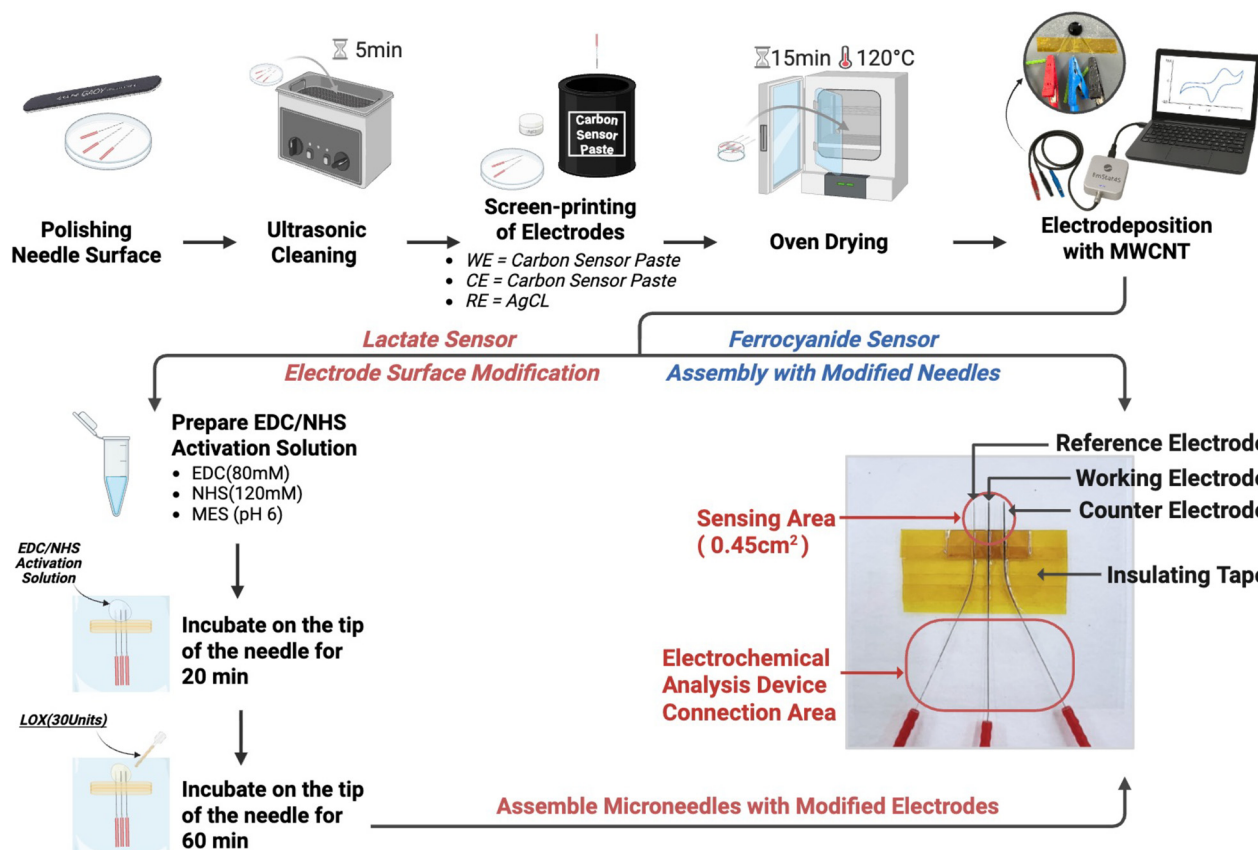 5min
15min 120°C
GAOY
Carbon
Sensor
Paste
EmStat4S
Polishing
Needle Surface
Ultrasonic
Cleaning
Screen-printing
of Electrodes
• WE = Carbon Sensor Paste
• CE = Carbon Sensor Paste
• RE = AgCL
Oven Drying
Electrodeposition
with MWCNT
Lactate Sensor
Electrode Surface Modification
Ferrocyanide Sensor
Assembly with Modified Needles
Prepare EDC/NHS
Activation Solution
• EDC(80mM)
• NHS(120mM)
• MES (pH 6)
EDC/NHS
Activation
Solution
Incubate on the tip
of the needle for
20 min
LOX(30Units)
Incubate on the tip
of the needle for
60 min
Assemble Microneedles with Modified Electrodes
Reference Electrode
Working Electrode
Counter Electrode
Sensing Area
( 0.45cm²)
Insulating Tape
Electrochemical
Analysis Device
Connection Area